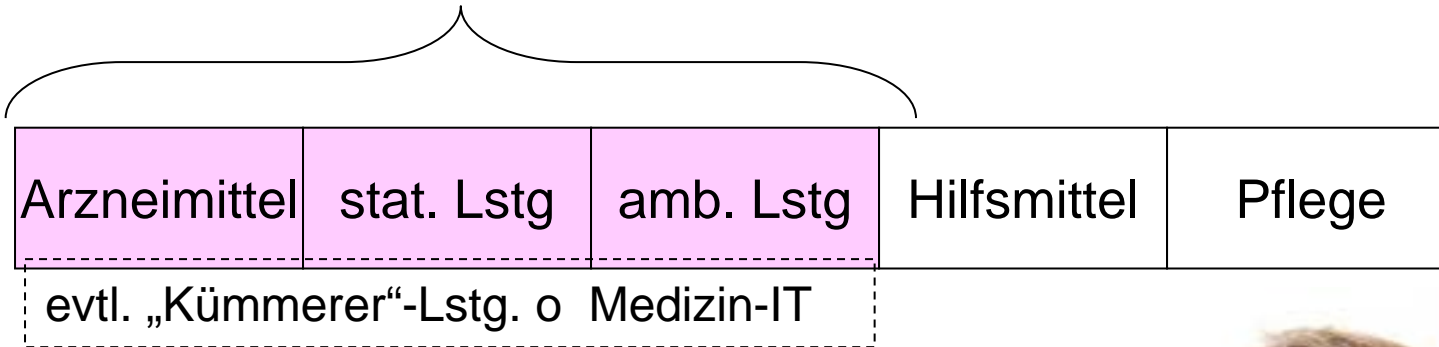 Arzneimittel stat. Lstg amb. Lstg Hilfsmittel Pflege
evtl. „Kümmerer“-Lstg. o Medizin-IT